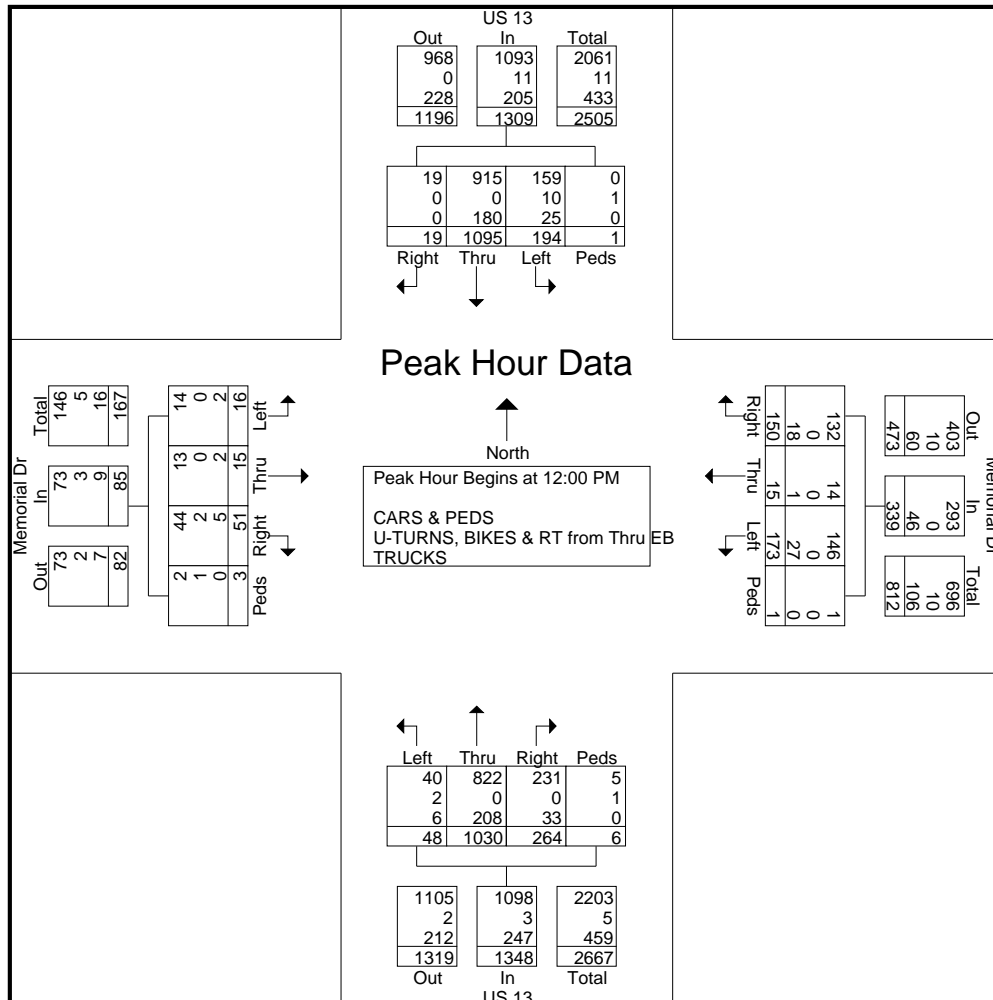 US 13
Out In Total
968 1093 2061
0 11 11
228 205 433
1196 1309 2505
19 915 159 0
0 0 10 1
0 180 25 0
19 1095 194 1
Right Thru Left Peds
Peak Hour Data
North
Peak Hour Begins at 12:00 PM
CARS & PEDS
U-TURNS, BIKES & RT from Thru EB
TRUCKS
Memorial Dr
Out In Total
73 73 146
2 3 5
7 9 16
82 85 167
2 44 13 14
1 2 0 0
0 5 2 2
3 51 15 16
Peds Right Thru Left
Memorial Dr
Out In Total
403 293 696
10 0 10
60 46 106
473 339 812
132 14 146 1
0 0 0 0
18 1 27 0
150 15 173 1
Right Thru Left Peds
Left Thru Right Peds
40 822 231 5
2 0 0 1
6 208 33 0
48 1030 264 6
1105 1098 2203
2 3 5
212 247 459
1319 1348 2667
Out In Total
US 13